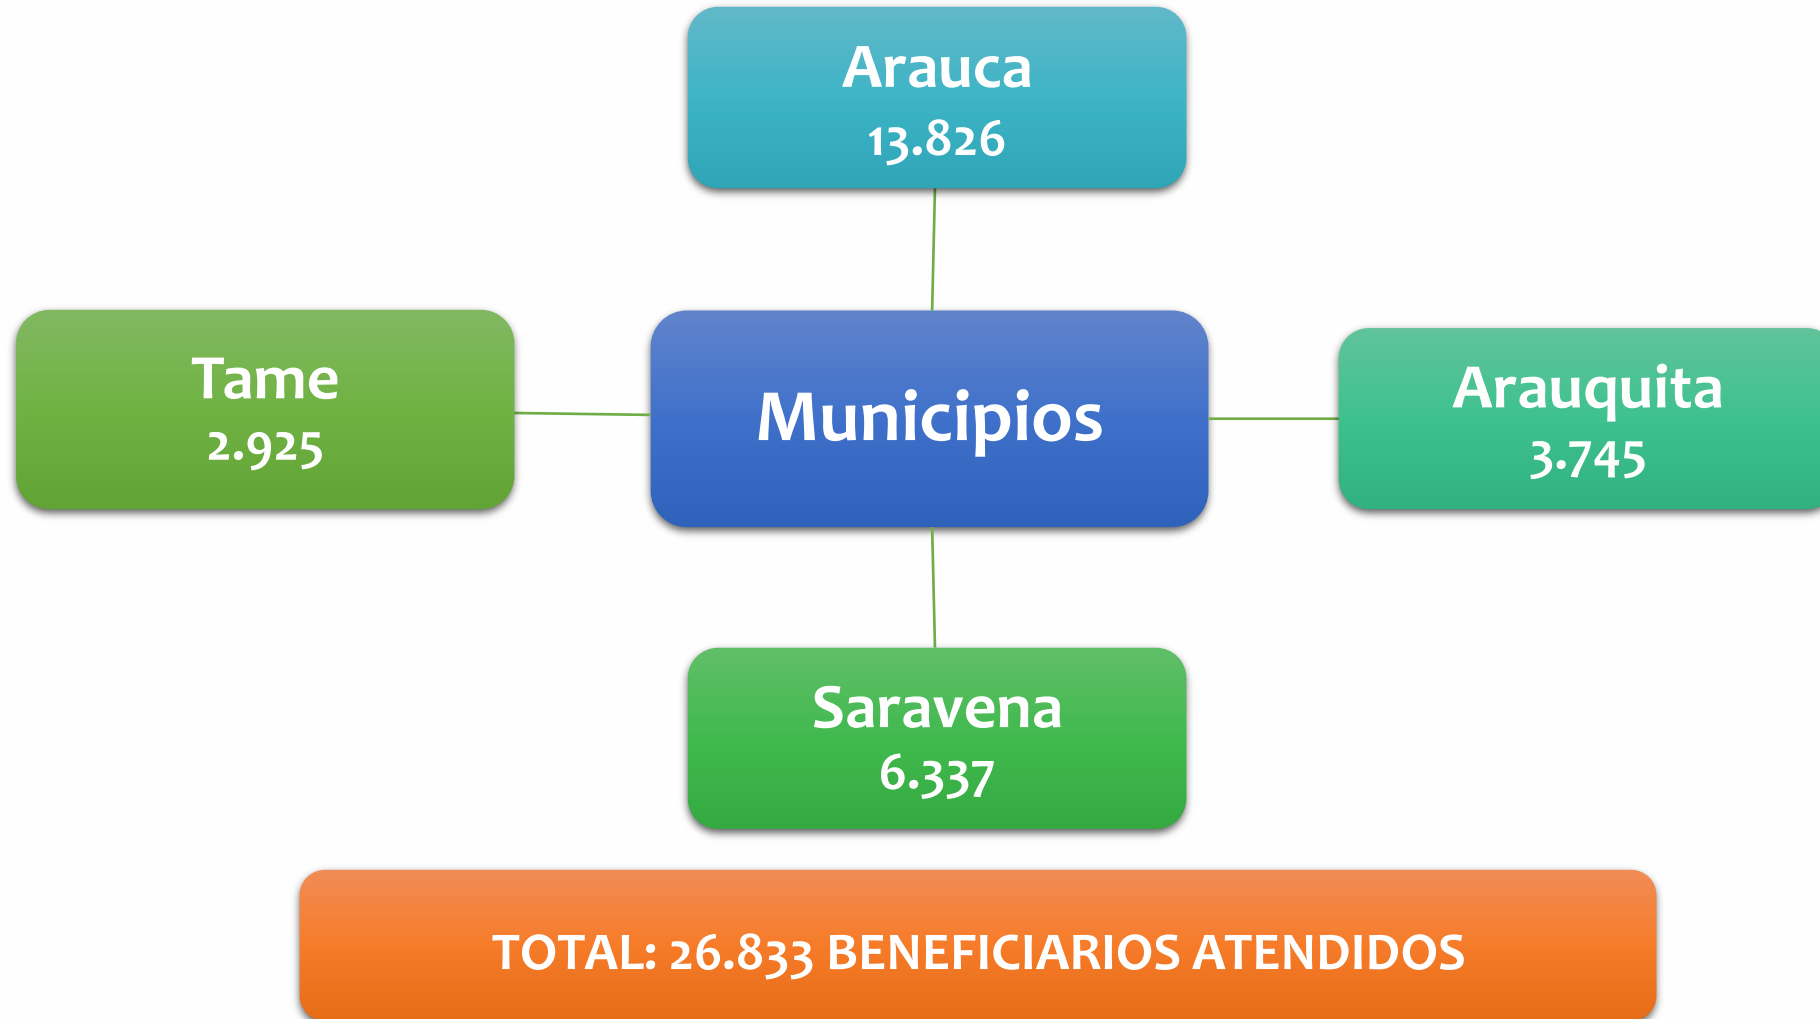 Arauca
13.826
Tame
2.925
Municipios
Arauquita
3.745
Saravena
6.337
TOTAL: 26.833 BENEFICIARIOS ATENDIDOS